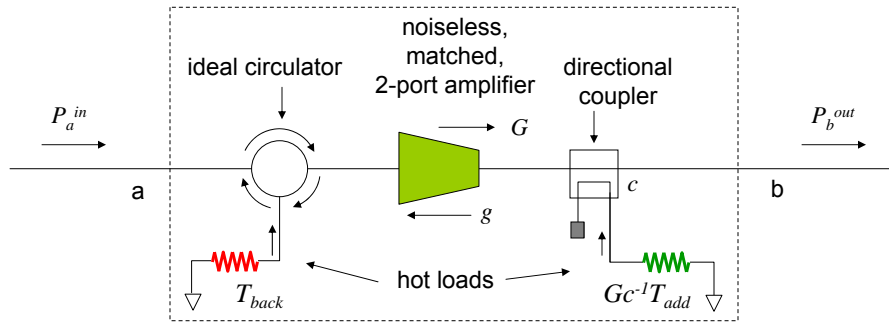 noiseless,
matched,
2-port amplifier
ideal circulator
directional
coupler
P_a^in
G
P_b^out
a
g
c
b
hot loads
T_back
Gc^-1T_add